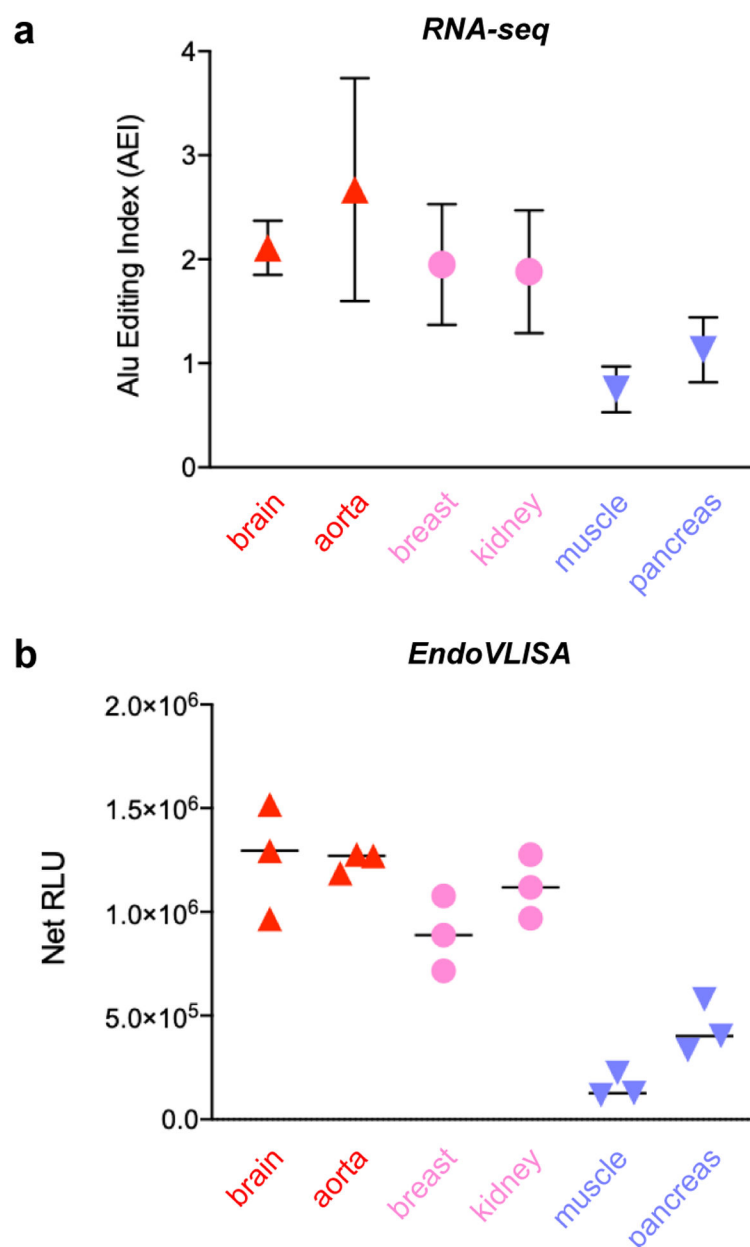 a
RNA-seq
Alu Editing Index (AEI)
4
3
2
1
0
brain
aorta
breast
kidney
muscle
pancreas
b
EndoVLISA
Net RLU
2.0×10⁶
1.5×10⁶
1.0×10⁶
5.0×10⁵
0.0
brain
aorta
breast
kidney
muscle
pancreas